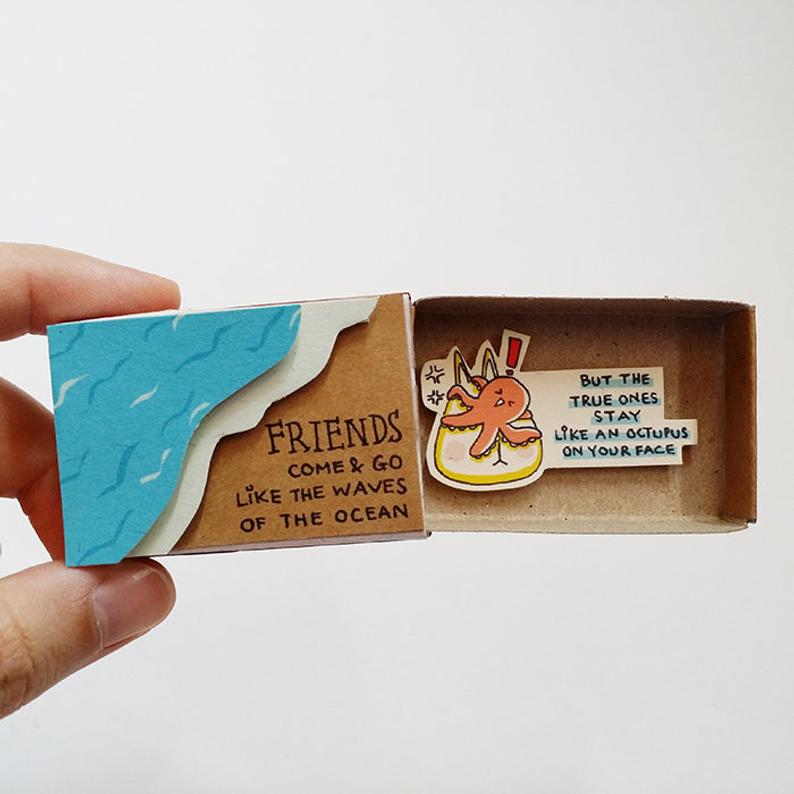 FRIENDS
COME & GO
LIKE THE WAVES
OF THE OCEAN
!
BUT THE
TRUE ONES
STAY
LIKE AN OCTUPUS
ON YOUR FACE